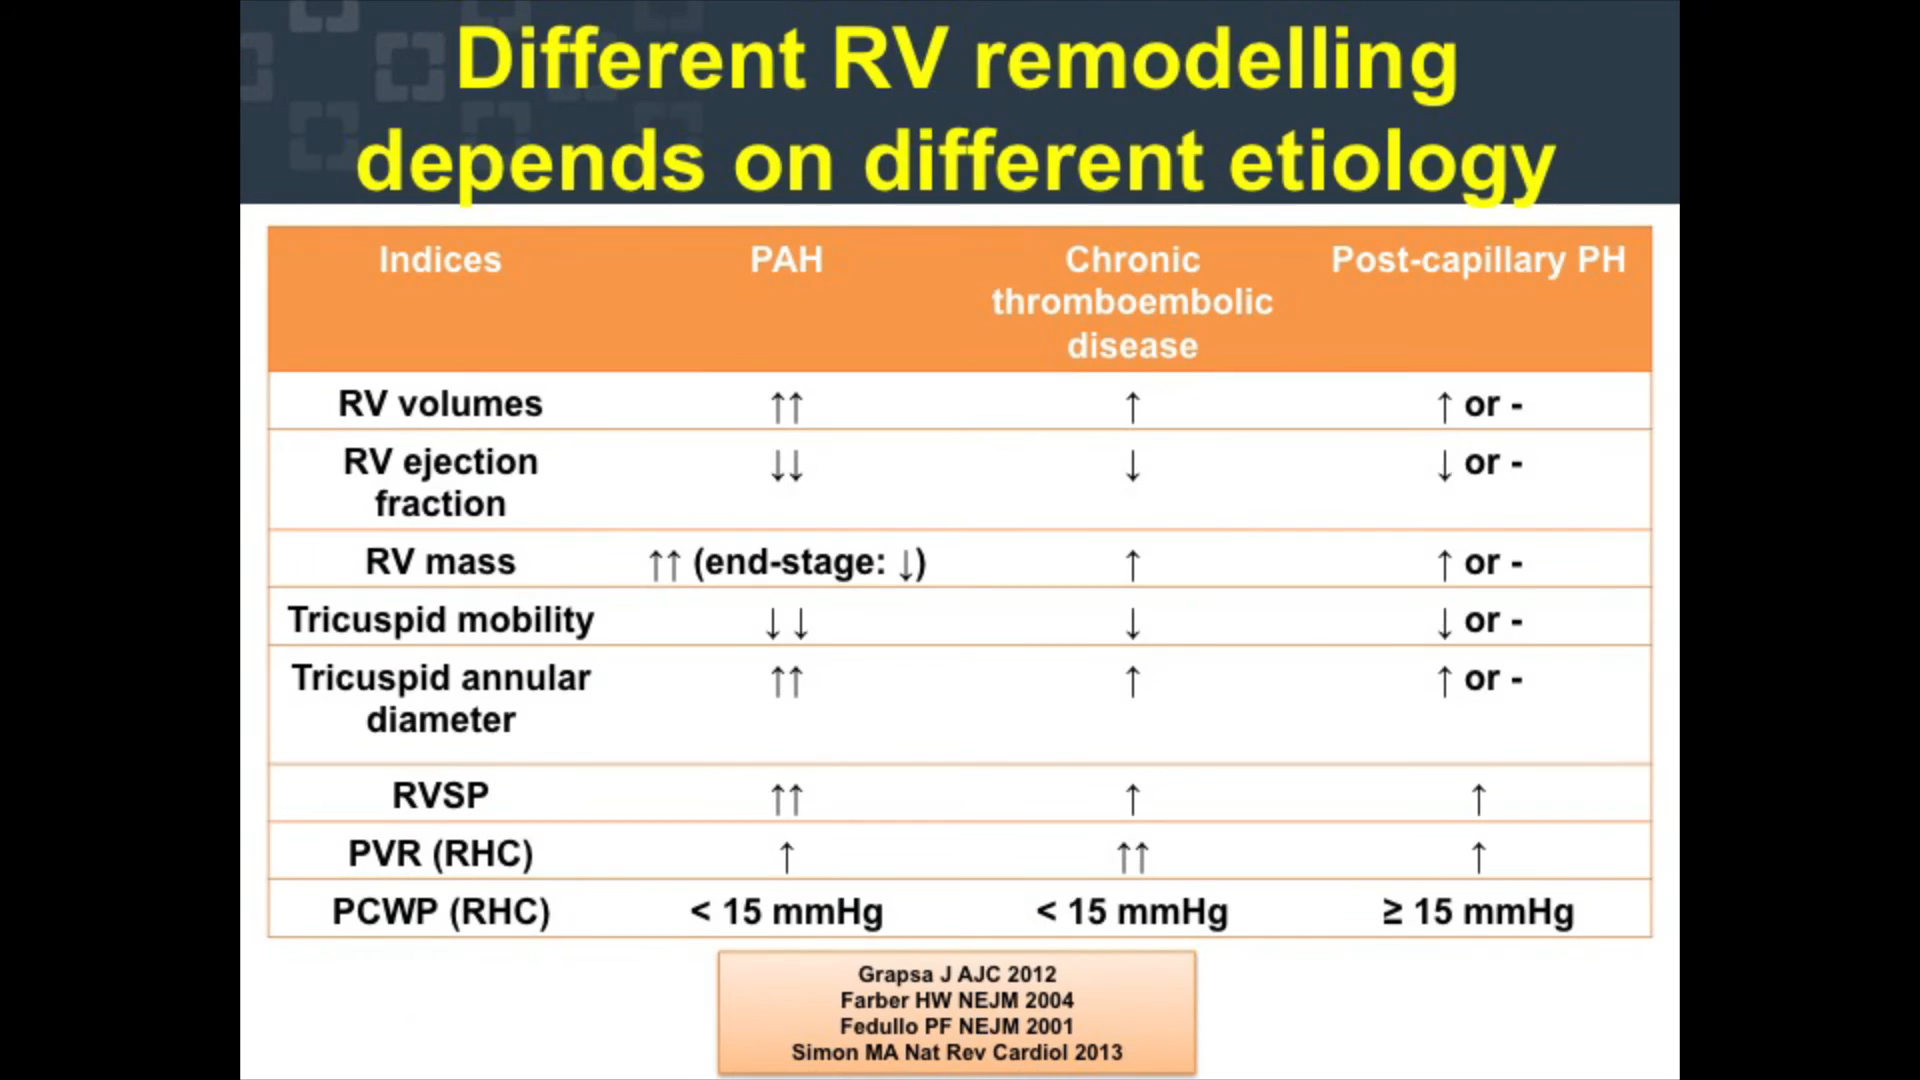 Different RV remodelling
depends on different etiology
Indices PAH Chronic thromboembolic disease Post-capillary PH
RV volumes ↑↑ ↑ ↑ or -
RV ejection fraction ↓↓ ↓ ↓ or -
RV mass ↑↑ (end-stage: ↓) ↑ ↑ or -
Tricuspid mobility ↓ ↓ ↓ ↓ or -
Tricuspid annular diameter ↑↑ ↑ ↑ or -
RVSP ↑↑ ↑ ↑
PVR (RHC) ↑ ↑↑ ↑
PCWP (RHC) < 15 mmHg < 15 mmHg ≥ 15 mmHg
Grapsa J AJC 2012
Farber HW NEJM 2004
Fedullo PF NEJM 2001
Simon MA Nat Rev Cardiol 2013